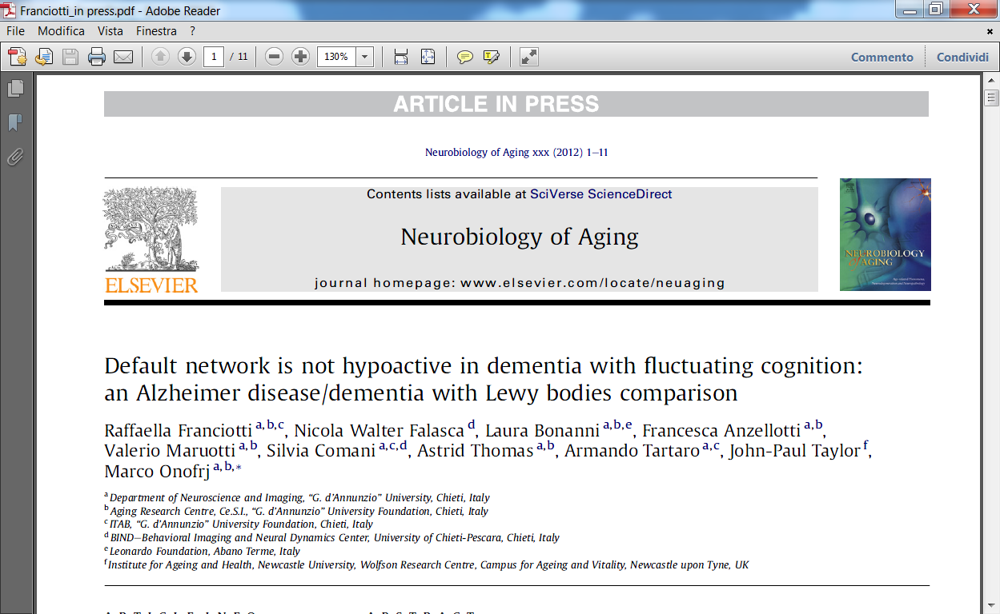 Franciotti_in press.pdf - Adobe Reader
File Modifica Vista Finestra ?
1 / 11 130% Commento Condividi
ARTICLE IN PRESS
Neurobiology of Aging xxx (2012) 1–11
Contents lists available at SciVerse ScienceDirect
Neurobiology of Aging
journal homepage: www.elsevier.com/locate/neuaging
ELSEVIER
NEUROBIOLOGY
of AGING
Default network is not hypoactive in dementia with fluctuating cognition:
an Alzheimer disease/dementia with Lewy bodies comparison
Raffaella Franciotti a,b,c, Nicola Walter Falasca d, Laura Bonanni a,b,e, Francesca Anzellotti a,b,
Valerio Maruotti a,b, Silvia Comani a,c,d, Astrid Thomas a,b, Armando Tartaro a,c, John-Paul Taylor f,
Marco Onofrj a,b,*
a Department of Neuroscience and Imaging, “G. d’Annunzio” University, Chieti, Italy
b Aging Research Centre, Ce.S.I., “G. d’Annunzio” University Foundation, Chieti, Italy
c ITAB, “G. d’Annunzio” University Foundation, Chieti, Italy
d BIND—Behavioral Imaging and Neural Dynamics Center, University of Chieti-Pescara, Chieti, Italy
e Leonardo Foundation, Abano Terme, Italy
f Institute for Ageing and Health, Newcastle University, Wolfson Research Centre, Campus for Ageing and Vitality, Newcastle upon Tyne, UK
A R T I C L E I N F O A B S T R A C T